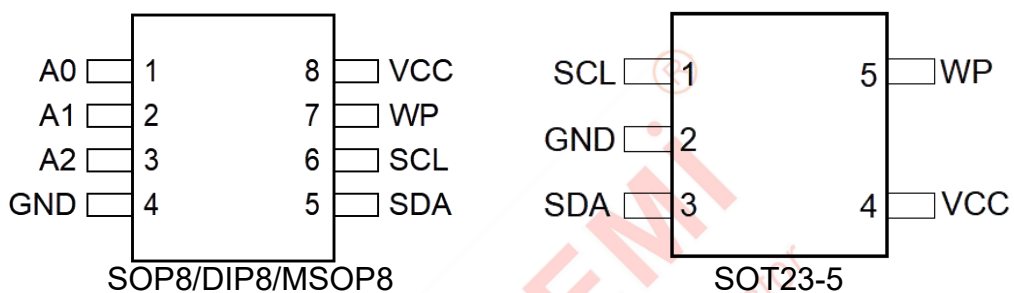 A0 1 8 VCC
A1 2 7 WP
A2 3 6 SCL
GND 4 5 SDA
SOP8/DIP8/MSOP8
SCL 1 5 WP
GND 2
SDA 3 4 VCC
SOT23-5
®